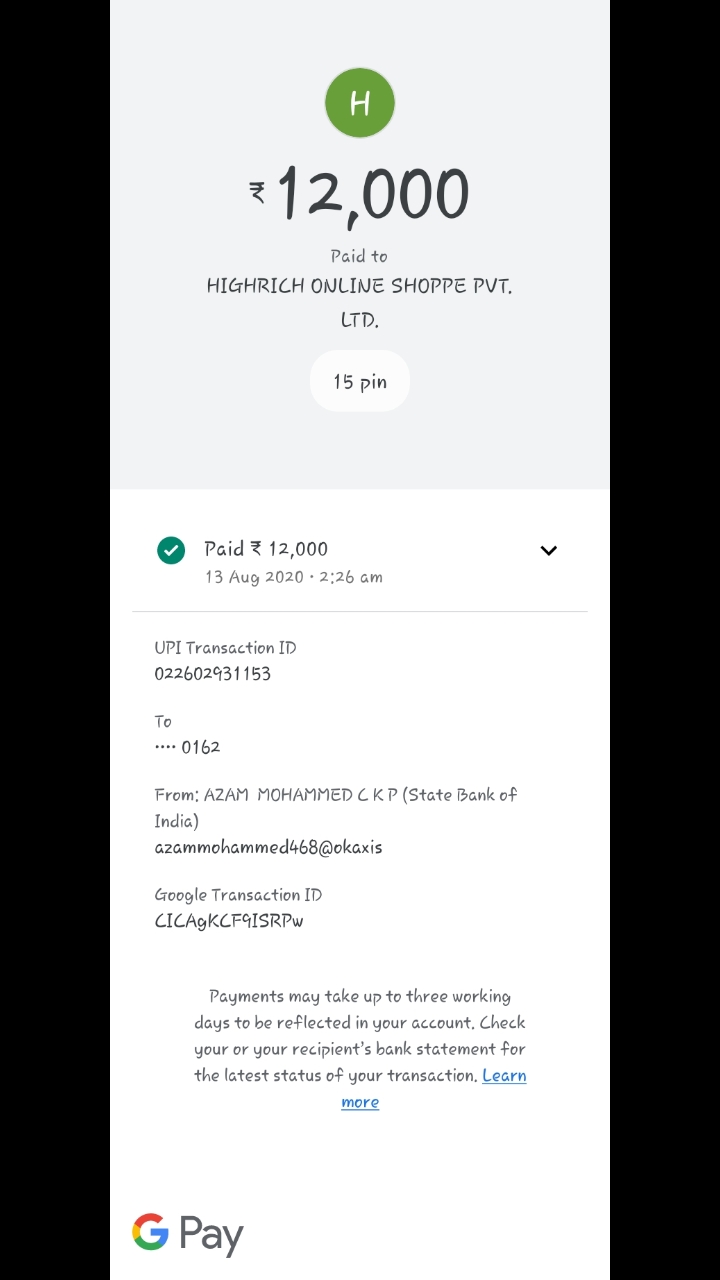 H
₹12,000
Paid to
HIGHRICH ONLINE SHOPPE PVT.
LTD.
15 pin
Paid ₹ 12,000
13 Aug 2020 • 2:26 am
UPI Transaction ID
022602931153
To
•••• 0162
From: AZAM  MOHAMMED C K P (State Bank of
India)
azammohammed468@okaxis
Google Transaction ID
CICAgKCF9ISRPw
Payments may take up to three working
days to be reflected in your account. Check
your or your recipient's bank statement for
the latest status of your transaction. Learn
more
G Pay